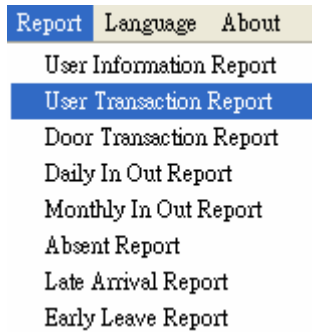 Report Language About
User Information Report
User Transaction Report
Door Transaction Report
Daily In Out Report
Monthly In Out Report
Absent Report
Late Arrival Report
Early Leave Report